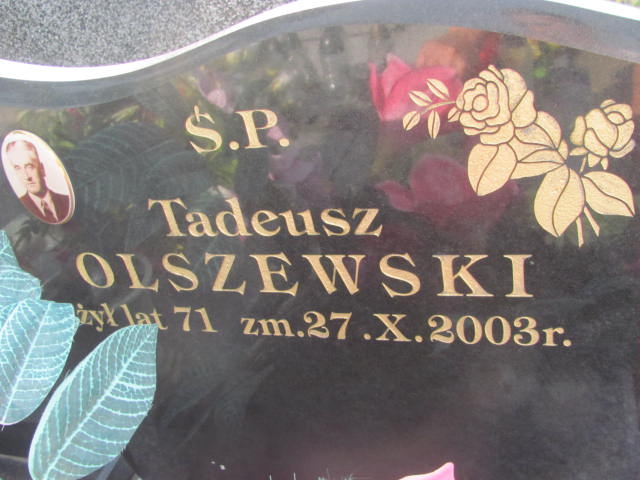 Ś.P.
Tadeusz
OLSZEWSKI
żył lat 71 zm.27.X.2003r.